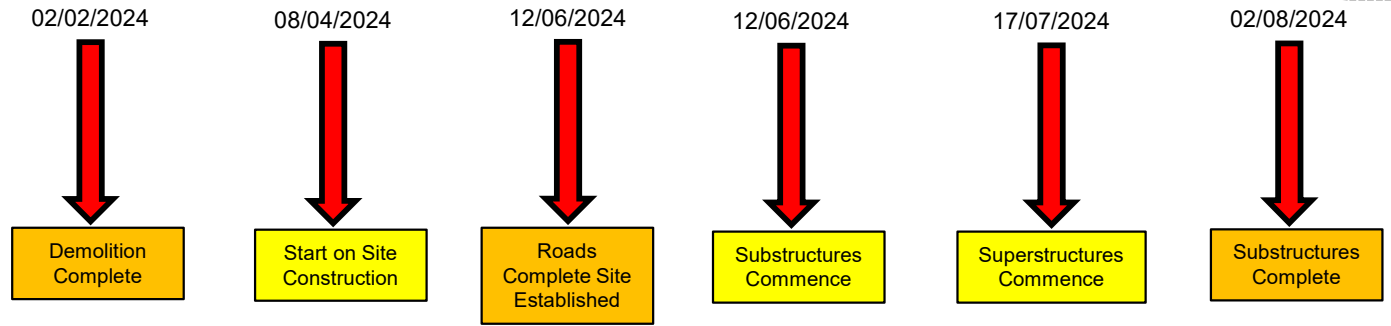 02/02/2024
08/04/2024
12/06/2024
12/06/2024
17/07/2024
02/08/2024
Demolition
Complete
Start on Site
Construction
Roads
Complete Site
Established
Substructures
Commence
Superstructures
Commence
Substructures
Complete